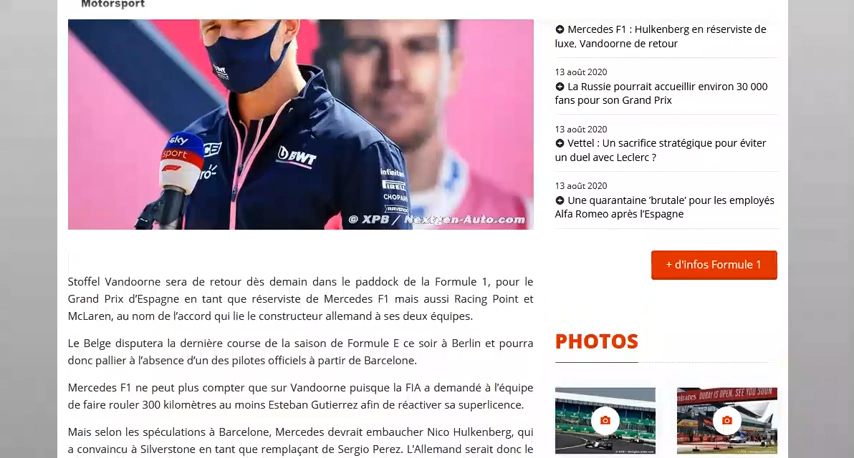 Motorsport
sky
sport
F1
BWT
infinitum
PIRELLI
CHOPARD
© XPB / Nextgen-Auto.com
Stoffel Vandoorne sera de retour dès demain dans le paddock de la Formule 1, pour le
Grand Prix d'Espagne en tant que réserviste de Mercedes F1 mais aussi Racing Point et
McLaren, au nom de l'accord qui lie le constructeur allemand à ses deux équipes.
Le Belge disputera la dernière course de la saison de Formule E ce soir à Berlin et pourra
donc pallier à l'absence d'un des pilotes officiels à partir de Barcelone.
Mercedes F1 ne peut plus compter que sur Vandoorne puisque la FIA a demandé à l'équipe
de faire rouler 300 kilomètres au moins Esteban Gutierrez afin de réactiver sa superlicence.
Mais selon les spéculations à Barcelone, Mercedes devrait embaucher Nico Hulkenberg, qui
a convaincu à Silverstone en tant que remplaçant de Sergio Perez. L'Allemand serait donc le
Mercedes F1 : Hulkenberg en réserviste de
luxe, Vandoorne de retour
13 août 2020
La Russie pourrait accueillir environ 30 000
fans pour son Grand Prix
13 août 2020
Vettel : Un sacrifice stratégique pour éviter
un duel avec Leclerc ?
13 août 2020
Une quarantaine 'brutale' pour les employés
Alfa Romeo après l'Espagne
+ d'infos Formule 1
PHOTOS